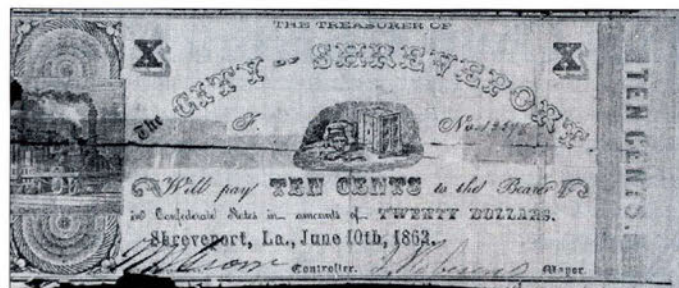 THE TREASURER OF
X X
The CITY OF SHREVEPORT
No.
Will pay TEN CENTS to the Bearer
in Confederate Notes in amounts of TWENTY DOLLARS.
Shreveport, La., June 10th, 1862.
Controller. Mayor.
TEN CENTS.